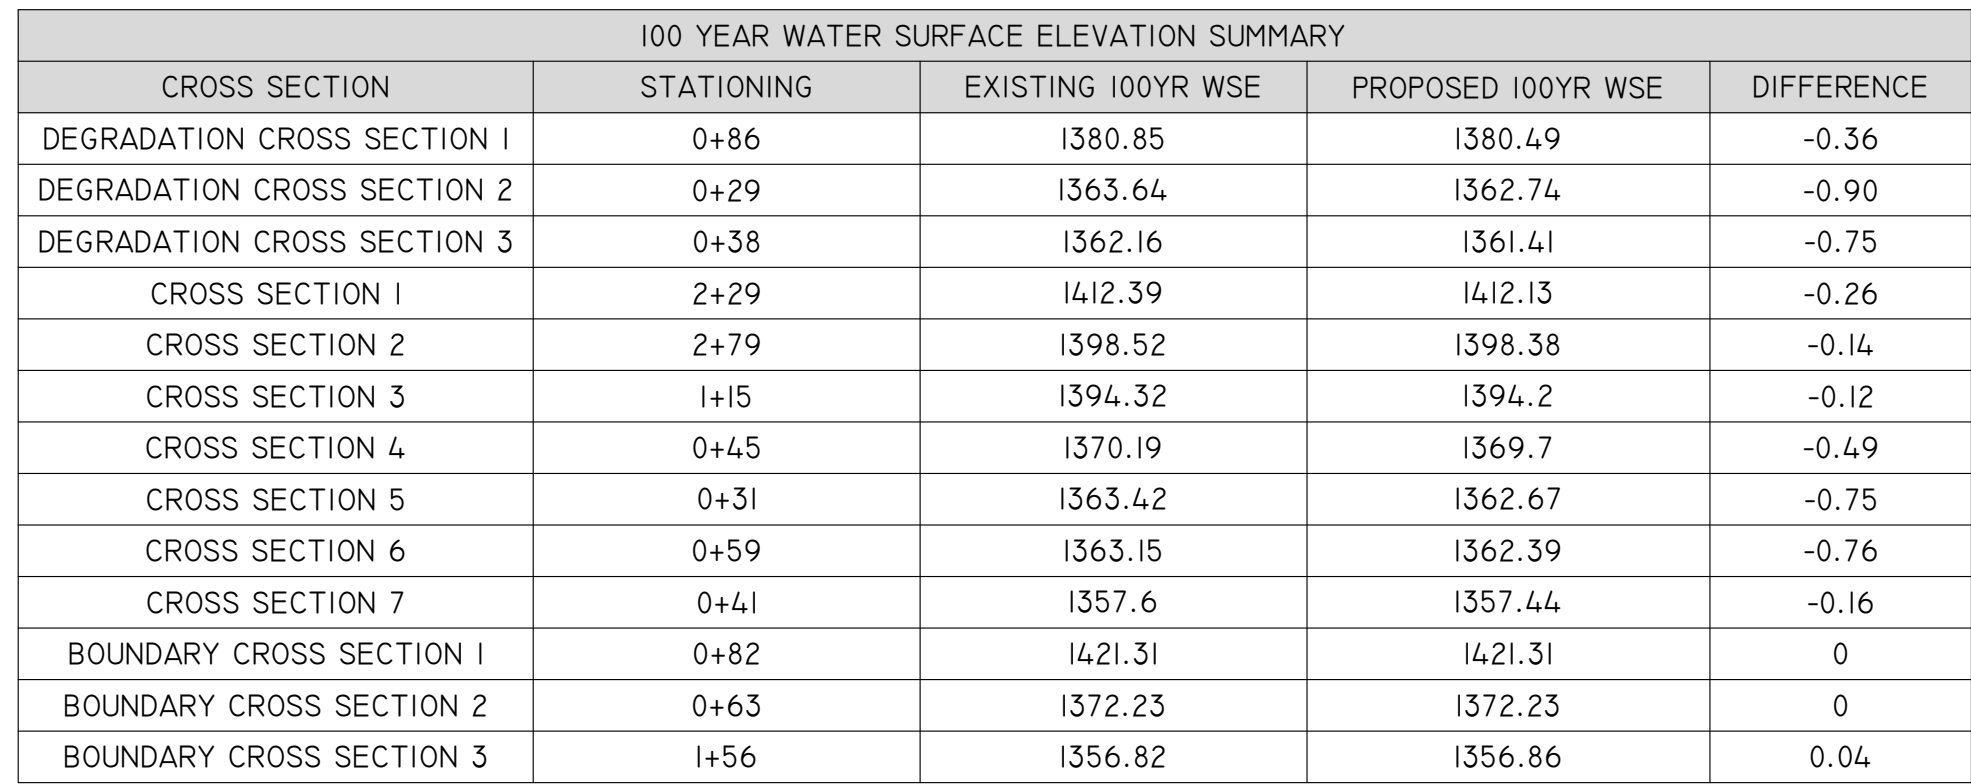 100 YEAR WATER SURFACE ELEVATION SUMMARY
CROSS SECTION STATIONING EXISTING 100YR WSE PROPOSED 100YR WSE DIFFERENCE
DEGRADATION CROSS SECTION 1 0+86 1380.85 1380.49 -0.36
DEGRADATION CROSS SECTION 2 0+29 1363.64 1362.74 -0.90
DEGRADATION CROSS SECTION 3 0+38 1362.16 1361.41 -0.75
CROSS SECTION 1 2+29 1412.39 1412.13 -0.26
CROSS SECTION 2 2+79 1398.52 1398.38 -0.14
CROSS SECTION 3 1+15 1394.32 1394.2 -0.12
CROSS SECTION 4 0+45 1370.19 1369.7 -0.49
CROSS SECTION 5 0+31 1363.42 1362.67 -0.75
CROSS SECTION 6 0+59 1363.15 1362.39 -0.76
CROSS SECTION 7 0+41 1357.6 1357.44 -0.16
BOUNDARY CROSS SECTION 1 0+82 1421.31 1421.31 0
BOUNDARY CROSS SECTION 2 0+63 1372.23 1372.23 0
BOUNDARY CROSS SECTION 3 1+56 1356.82 1356.86 0.04